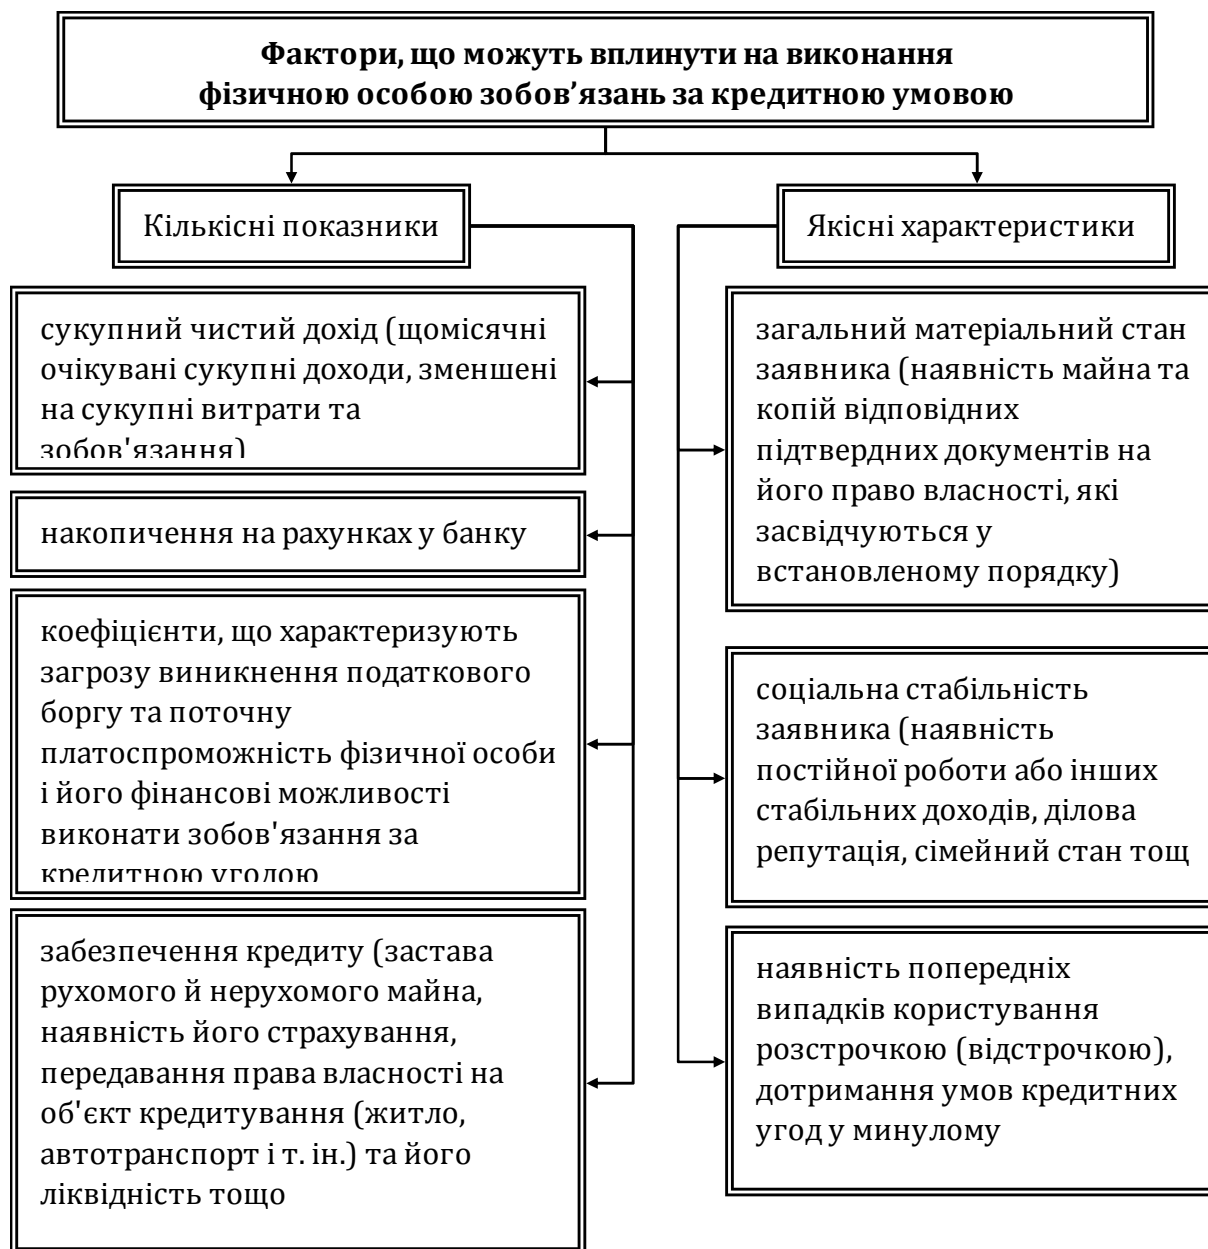 Фактори, що можуть вплинути на виконання
фізичною особою зобов’язань за кредитною умовою
Кількісні показники
Якісні характеристики
сукупний чистий дохід (щомісячні
очікувані сукупні доходи, зменшені
на сукупні витрати та
зобов'язання)
накопичення на рахунках у банку
коефіцієнти, що характеризують
загрозу виникнення податкового
боргу та поточну
платоспроможність фізичної особи
і його фінансові можливості
виконати зобов'язання за
кредитною угодою
забезпечення кредиту (застава
рухомого й нерухомого майна,
наявність його страхування,
передавання права власності на
об'єкт кредитування (житло,
автотранспорт і т. ін.) та його
ліквідність тощо
загальний матеріальний стан
заявника (наявність майна та
копій відповідних
підтвердних документів на
його право власності, які
засвідчуються у
встановленому порядку)
соціальна стабільність
заявника (наявність
постійної роботи або інших
стабільних доходів, ділова
репутація, сімейний стан тощ
наявність попередніх
випадків користування
розстрочкою (відстрочкою),
дотримання умов кредитних
угод у минулому